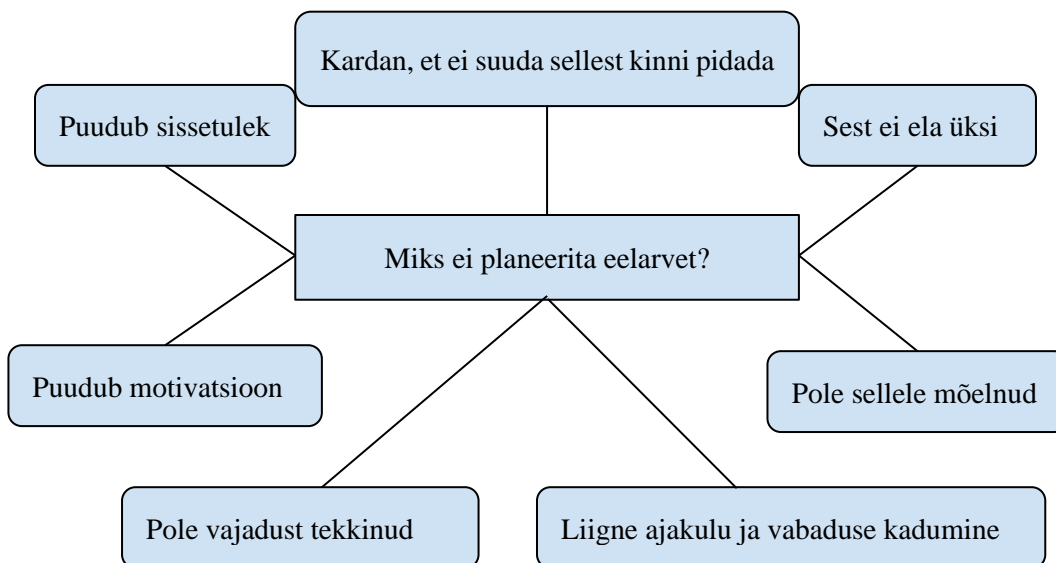 Kardan, et ei suuda sellest kinni pidada
Puudub sissetulek
Sest ei ela üksi
Miks ei planeerita eelarvet?
Puudub motivatsioon
Pole sellele mõelnud
Pole vajadust tekkinud
Liigne ajakulu ja vabaduse kadumine